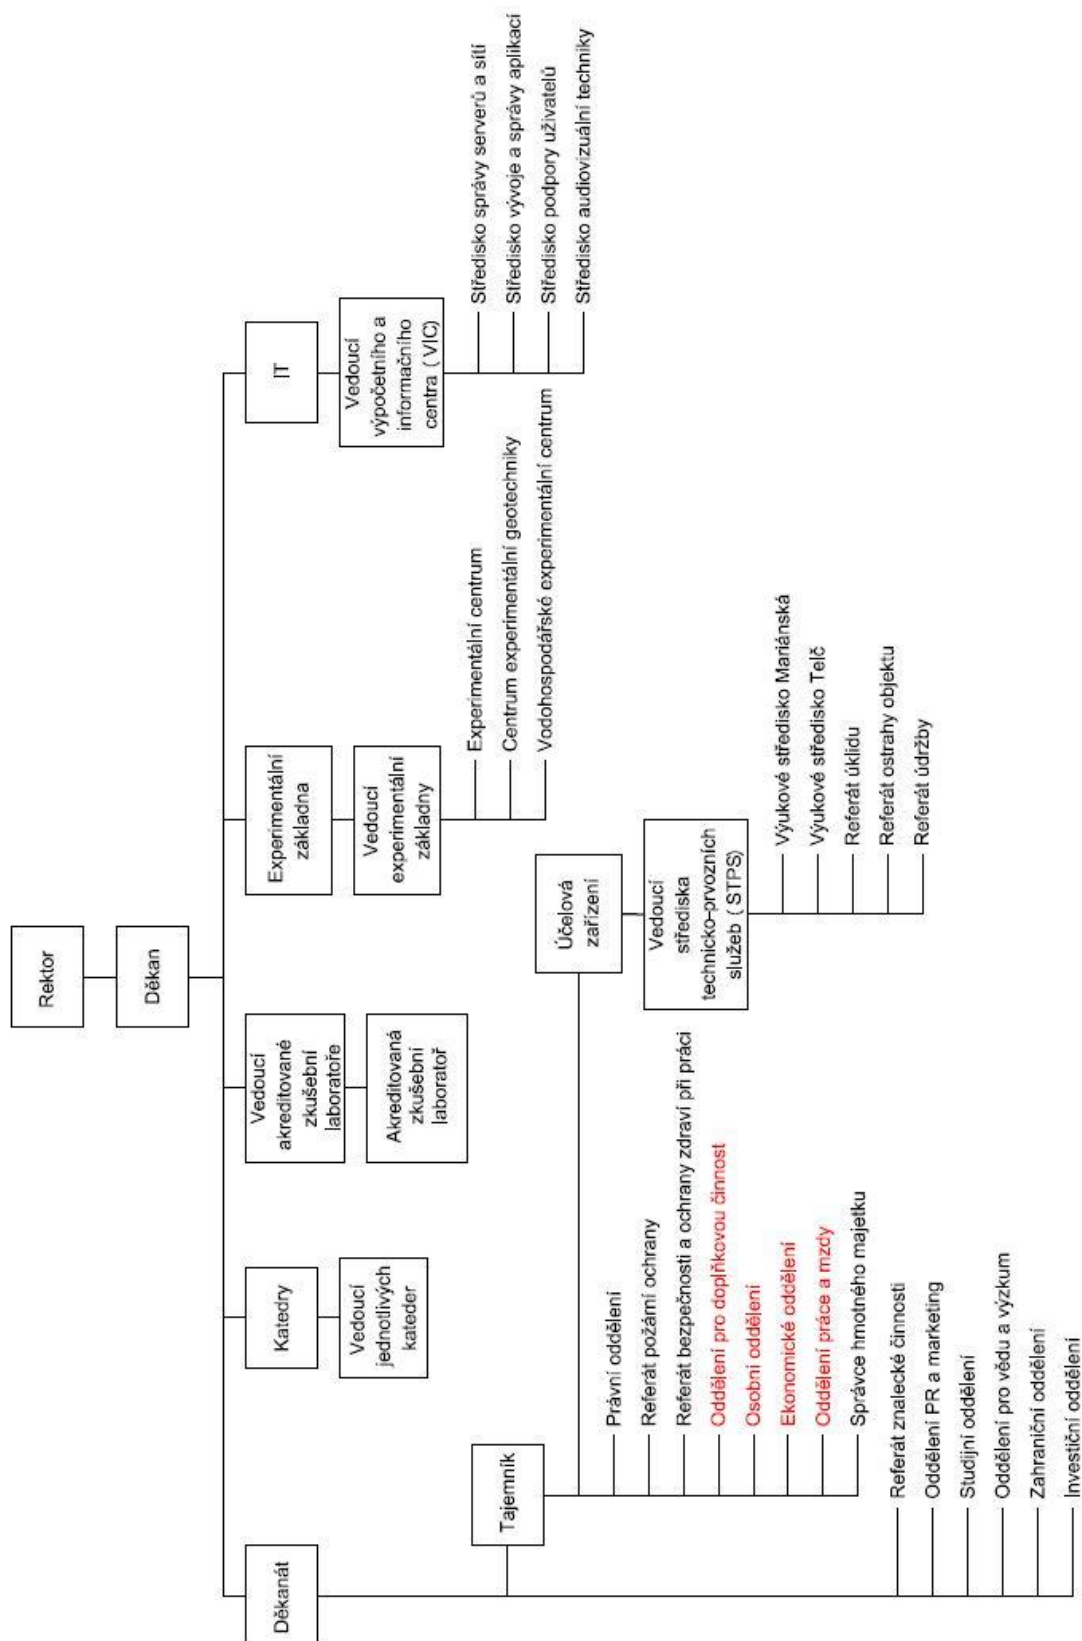 Rektor
Děkan
Děkanát
Katedry
Vedoucí
akreditované
zkušební
laboratoře
Experimentální
základna
IT
Vedoucí
jednotlivých
kateder
Akreditovaná
zkušební
laboratoř
Vedoucí
experimentální
základny
Vedoucí
výpočetního a
informačního
centra ( VIC)
Experimentální centrum
Centrum experimentální geotechniky
Vodohospodářské experimentální centrum
Středisko správy serverů a sítí
Středisko vývoje a správy aplikací
Středisko podpory uživatelů
Středisko audiovizuální techniky
Tajemník
Účelová
zařízení
Vedoucí
střediska
technicko-prvozních
služeb ( STPS)
Výukové středisko Mariánská
Výukové středisko Telč
Referát úklidu
Referát ostrahy objektu
Referát údržby
Právní oddělení
Referát požární ochrany
Referát bezpečnosti a ochrany zdraví při práci
Oddělení pro doplňkovou činnost
Osobní oddělení
Ekonomické oddělení
Oddělení práce a mzdy
Správce hmotného majetku
Referát znalecké činnosti
Oddělení PR a marketing
Studijní oddělení
Oddělení pro vědu a výzkum
Zahraniční oddělení
Investiční oddělení